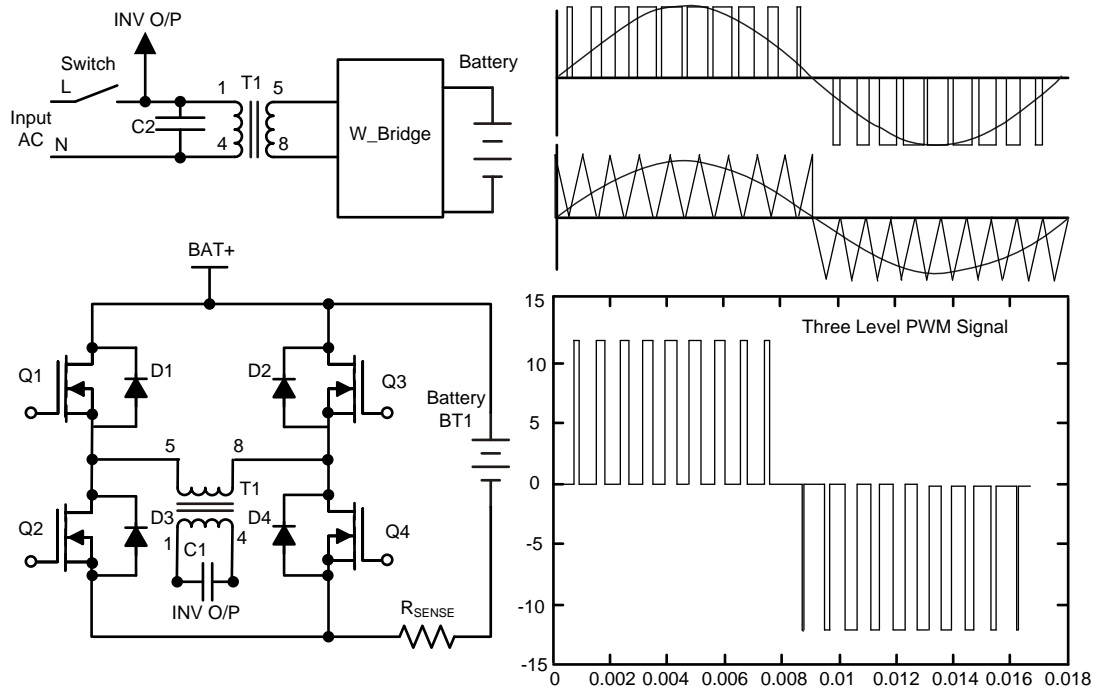 INV O/P
Switch
L
Input
AC
N
C2
1
T1
5
4
8
W_Bridge
Battery
BAT+
Q1
D1
D2
Q3
Battery
BT1
5
8
T1
Q2
D3
D4
Q4
1
C1
4
INV O/P
RSENSE
Three Level PWM Signal
15
10
5
0
-5
-10
-15
0
0.002
0.004
0.006
0.008
0.01
0.012
0.014
0.016
0.018